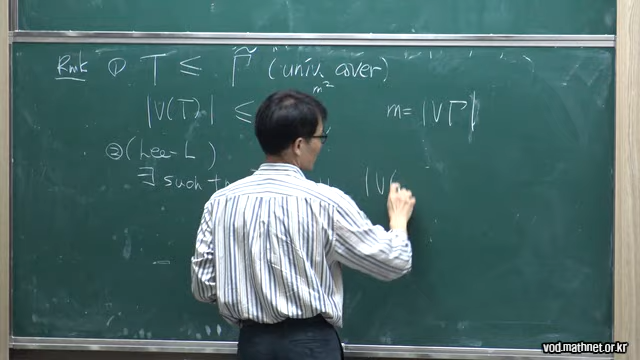 Rmk ① T ≤ Γ̃ (univ. cover)
|V(T)| ≤ m² m = |VΓ|
② (Lee-L )
∃ such |V(
vod.mathnet.or.kr